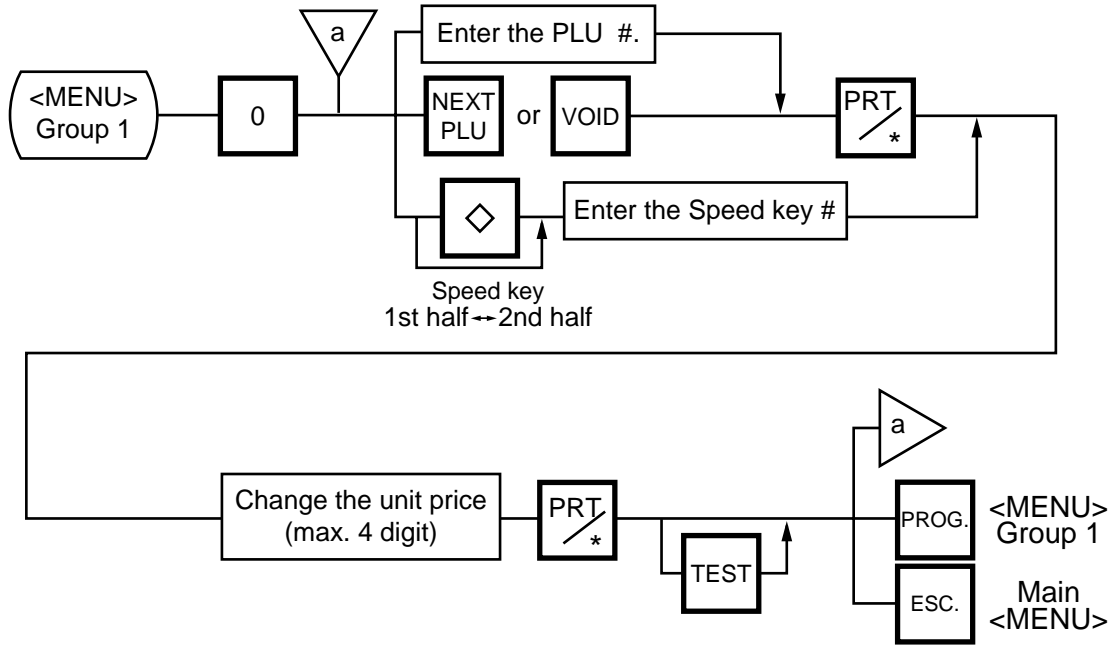 a
Enter the PLU #.
<MENU>
Group 1
0
NEXT
PLU
or
VOID
PRT
*
Enter the Speed key #
Speed key
1st half↔2nd half
a
Change the unit price
(max. 4 digit)
PRT
*
TEST
PROG.
<MENU>
Group 1
ESC.
Main
<MENU>